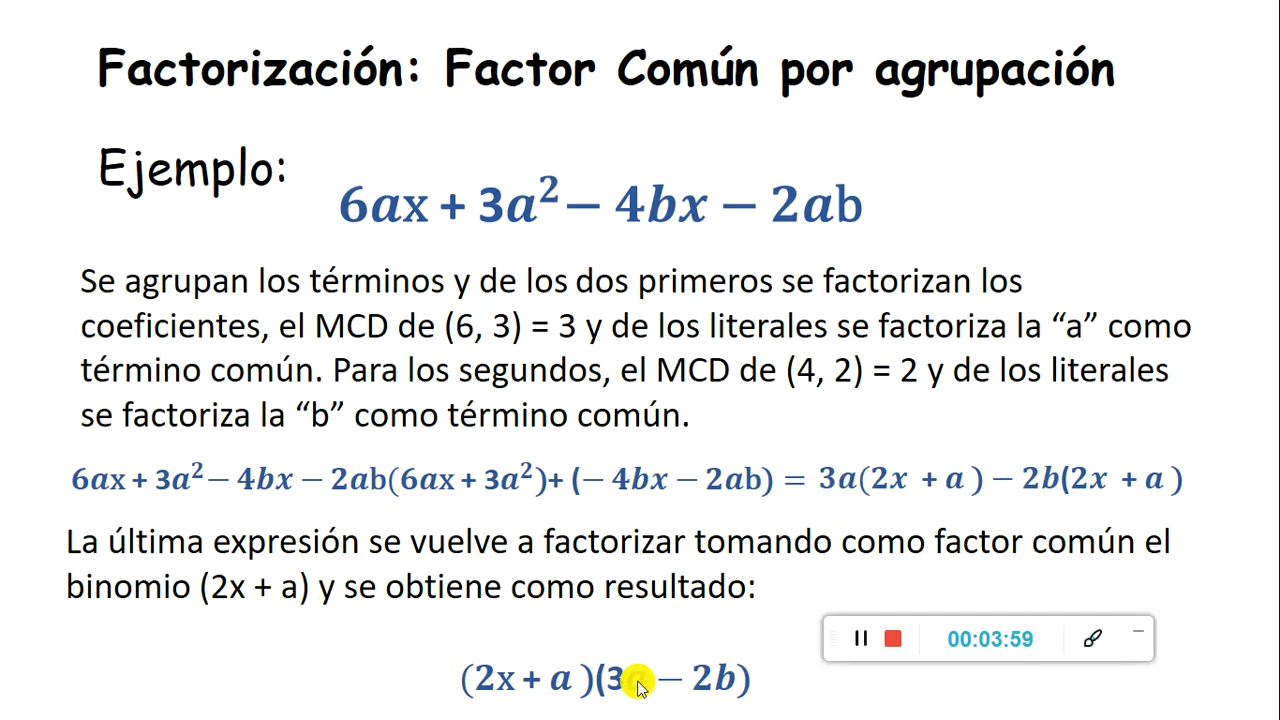 Factorización: Factor Común por agrupación
Ejemplo:
6ax + 3a² − 4bx − 2ab
Se agrupan los términos y de los dos primeros se factorizan los
coeficientes, el MCD de (6, 3) = 3 y de los literales se factoriza la “a” como
término común. Para los segundos, el MCD de (4, 2) = 2 y de los literales
se factoriza la “b” como término común.
6ax + 3a² − 4bx − 2ab(6ax + 3a²)+ (− 4bx − 2ab) = 3a(2x + a ) − 2b(2x + a )
La última expresión se vuelve a factorizar tomando como factor común el
binomio (2x + a) y se obtiene como resultado:
00:03:59
(2x + a )(3a − 2b)